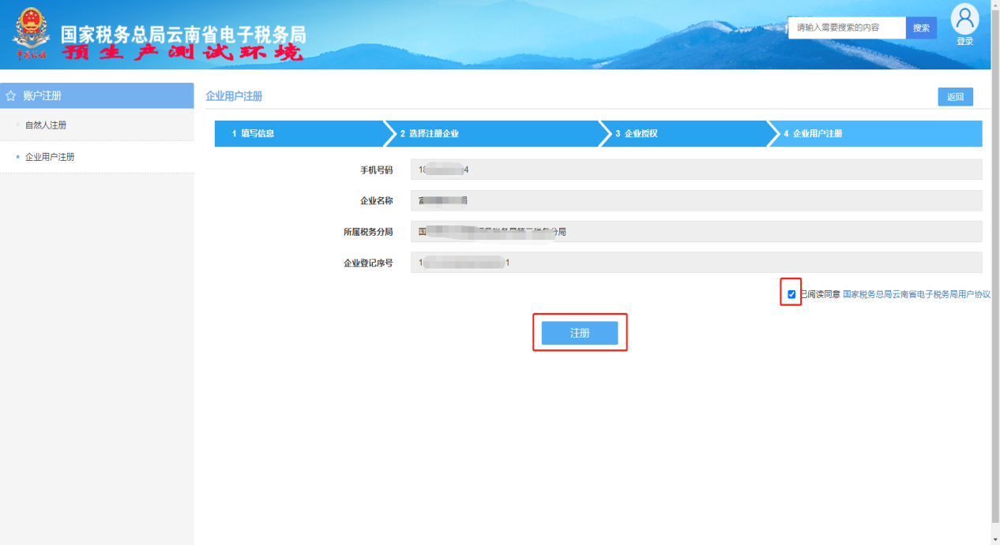 国家税务总局云南省电子税务局
预生产测试环境
中国税务
请输入需要搜索的内容
搜索
登录
账户注册
自然人注册
企业用户注册
企业用户注册
返回
1 填写信息
2 选择注册企业
3 企业授权
4 企业用户注册
手机号码
18 4
企业名称
局
所属税务分局
国 分局
企业登记序号
1 1
已阅读同意 国家税务总局云南省电子税务局用户协议
注册